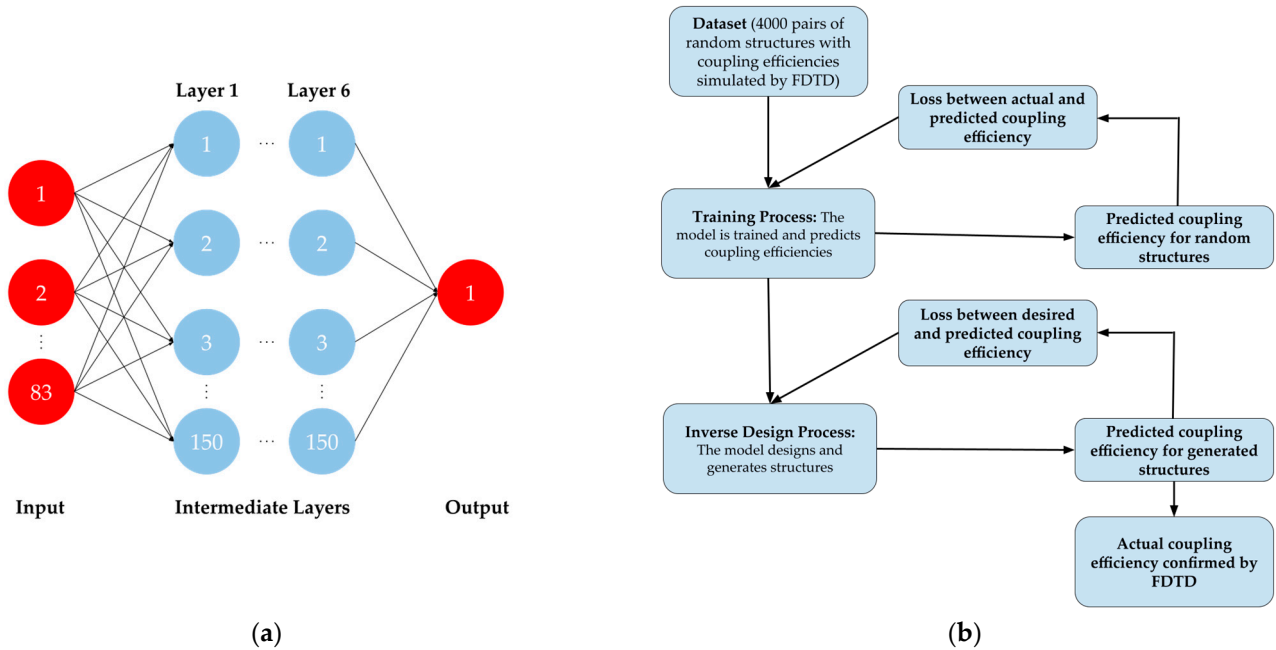 Layer 1
Layer 6
1
2
⋮
83
1
...
1
2
...
2
3
...
3
⋮
⋮
150
...
150
1
Input
Intermediate Layers
Output
(a)
Dataset (4000 pairs of
random structures with
coupling efficiencies
simulated by FDTD)
Loss between actual and
predicted coupling
efficiency
Training Process: The
model is trained and predicts
coupling efficiencies
Predicted coupling
efficiency for random
structures
Loss between desired
and predicted coupling
efficiency
Inverse Design Process:
The model designs and
generates structures
Predicted coupling
efficiency for generated
structures
Actual coupling
efficiency confirmed by
FDTD
(b)